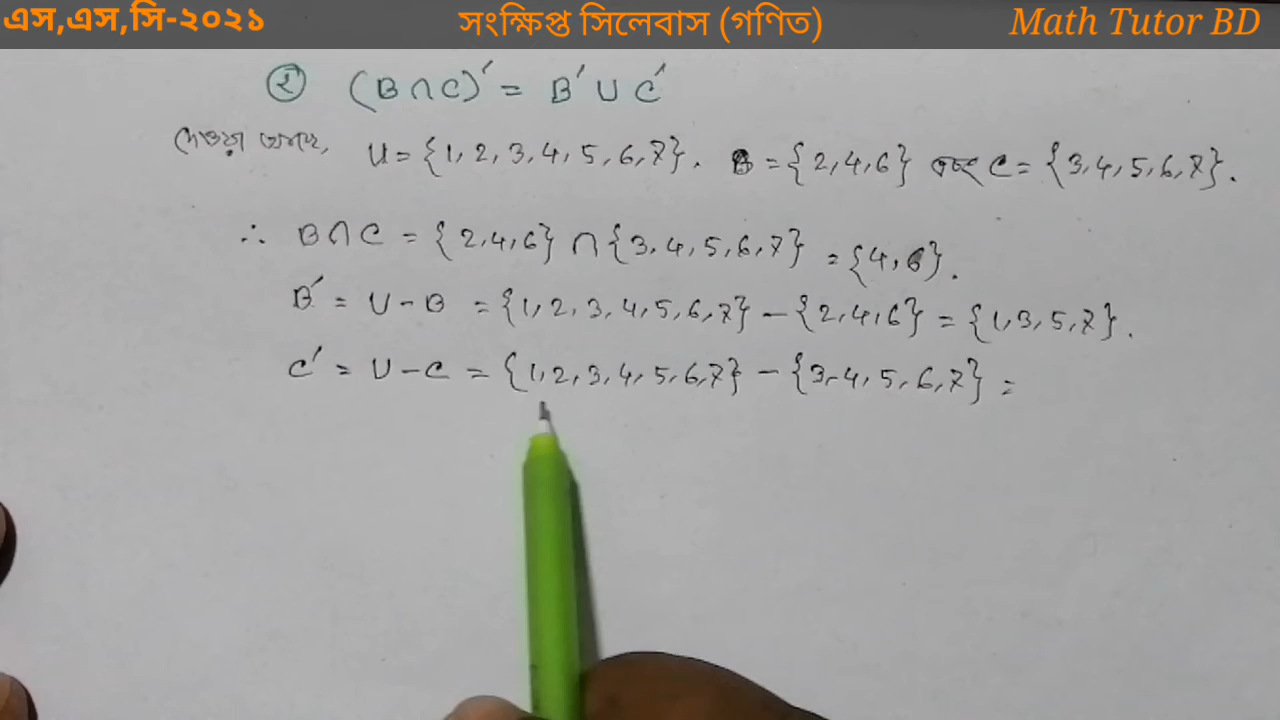 এস,এস,সি-২০২১ সংক্ষিপ্ত সিলেবাস (গণিত) Math Tutor BD
২ (B∩C)′ = B′∪C′
দেওয়া আছে, U = {1, 2, 3, 4, 5, 6, 7}. B = {2, 4, 6} এবং C = {3, 4, 5, 6, 7}.
∴ B∩C = {2,4,6} ∩ {3,4,5,6,7} = {4,6}.
B′ = U-B = {1, 2, 3, 4, 5, 6, 7} - {2, 4, 6} = {1, 3, 5, 7}.
C′ = U-C = {1, 2, 3, 4, 5, 6, 7} - {3, 4, 5, 6, 7} =